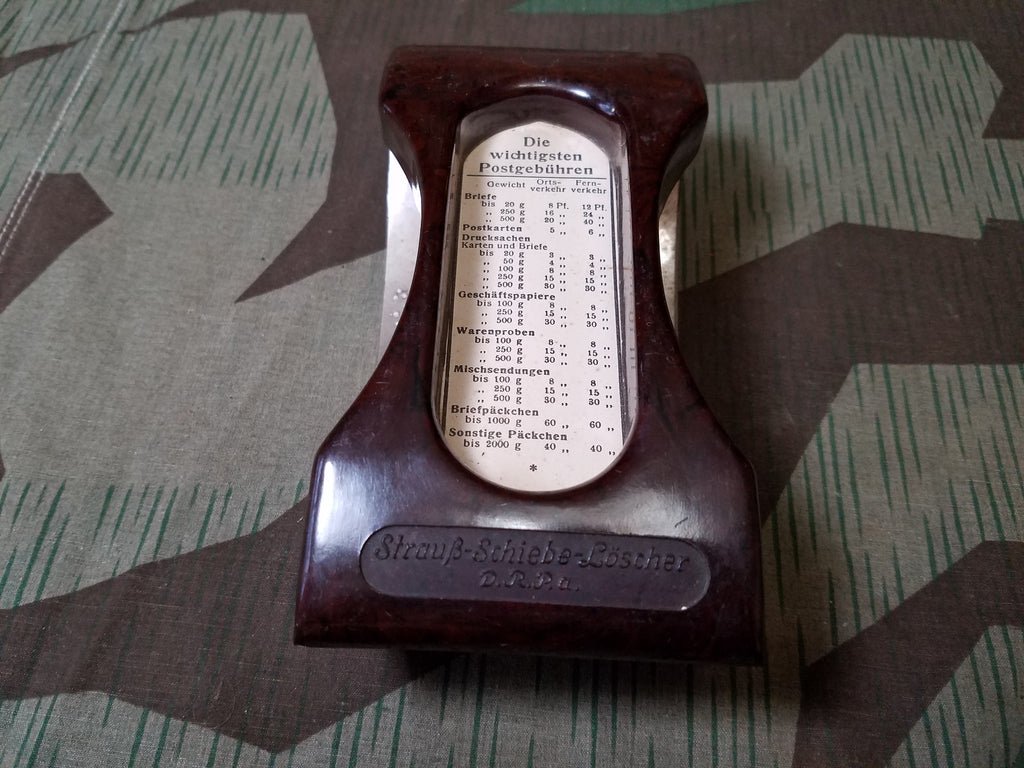 Die
wichtigsten
Postgebühren
Gewicht Orts- Fern-
verkehr verkehr
Briefe
bis 20 g 8 Pf. 12 Pf.
„ 250 g 16 „ 24 „
„ 500 g 20 „ 40 „
Postkarten 5 „ 6 „
Drucksachen
Karten und Briefe
bis 20 g 3 „ 3 „
„ 50 g 4 „ 4 „
„ 100 g 8 „ 8 „
„ 250 g 15 „ 15 „
„ 500 g 30 „ 30 „
Geschäftspapiere
bis 100 g 8 „ 8 „
„ 250 g 15 „ 15 „
„ 500 g 30 „ 30 „
Warenproben
bis 100 g 8 „ 8 „
„ 250 g 15 „ 15 „
„ 500 g 30 „ 30 „
Mischsendungen
bis 100 g 8 „ 8 „
„ 250 g 15 „ 15 „
„ 500 g 30 „ 30 „
Briefpäckchen
bis 1000 g 60 „ 60 „
Sonstige Päckchen
bis 2000 g 40 „ 40 „
*
Strauß-Schiebe-Löscher
D.R.P.a.